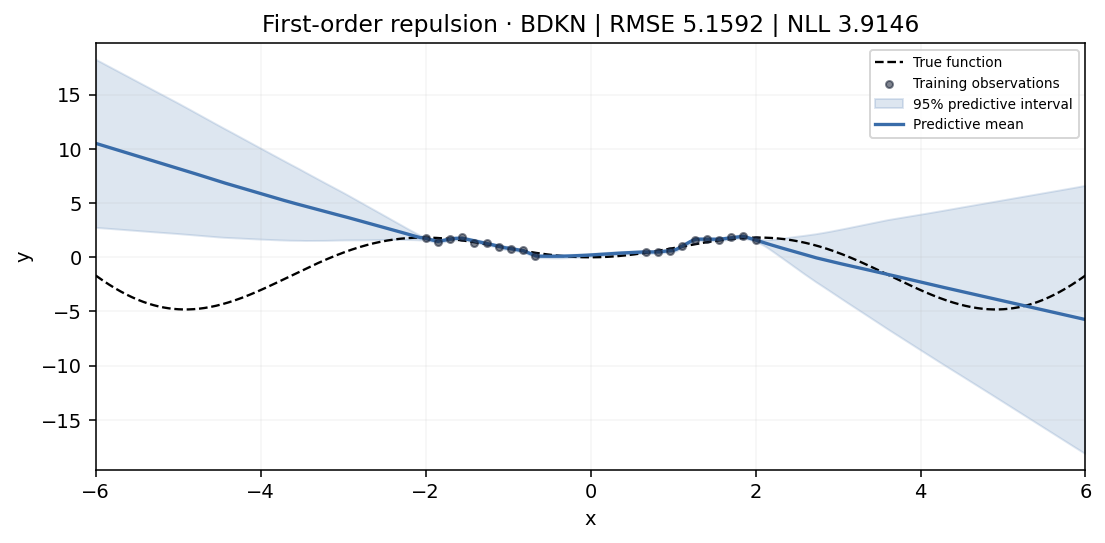 First-order repulsion · BDKN | RMSE 5.1592 | NLL 3.9146
True function
Training observations
95% predictive interval
Predictive mean
15
10
5
0
−5
−10
−15
y
−6 −4 −2 0 2 4 6
x